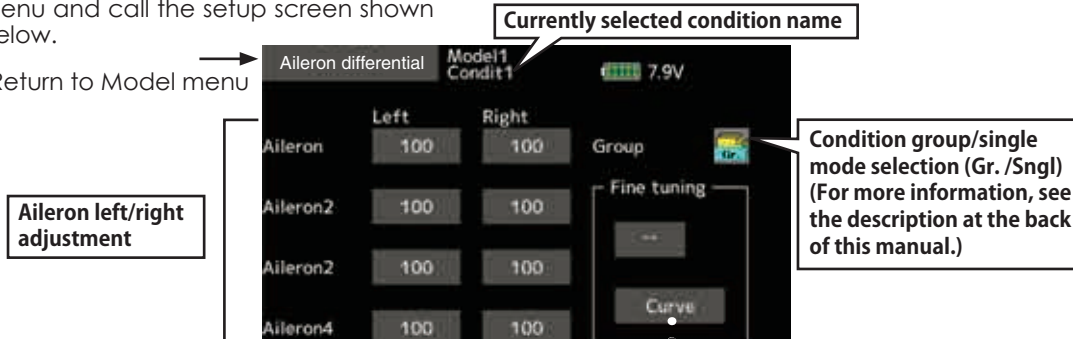 enu and call the setup screen shown
elow.
Return to Model menu
Currently selected condition name
Aileron differential
Model1
Condit1
7.9V
Left Right
Aileron 100 100
Group
Gr.
Condition group/single
mode selection (Gr. /Sngl)
(For more information, see
the description at the back
of this manual.)
Aileron left/right
adjustment
Fine tuning
Aileron2 100 100
--
Aileron2 100 100
Curve
Aileron4 100 100